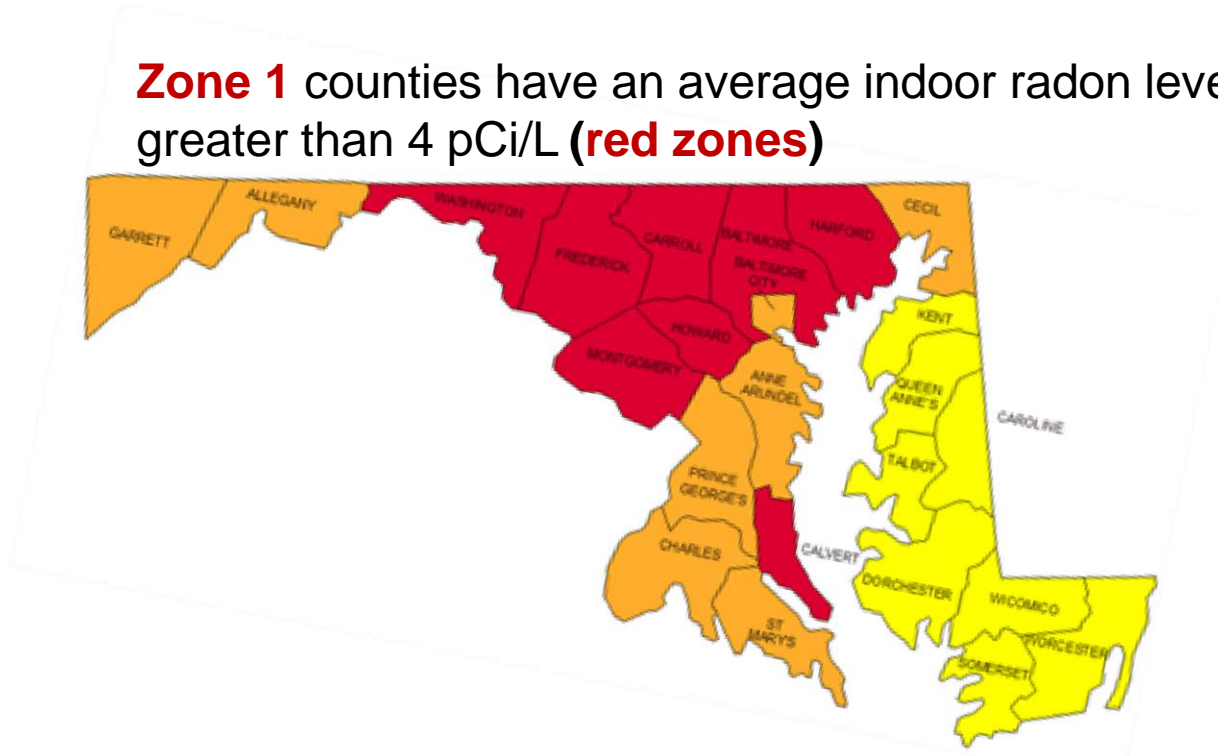 Zone 1 counties have an average indoor radon leve
greater than 4 pCi/L (red zones)
GARRETT
ALLEGANY
WASHINGTON
FREDERICK
CARROLL
BALTIMORE
HARFORD
CECIL
BALTIMORE
CITY
HOWARD
MONTGOMERY
KENT
ANNE
ARUNDEL
QUEEN
ANNE'S
CAROLINE
TALBOT
PRINCE
GEORGE'S
CHARLES
CALVERT
DORCHESTER
WICOMICO
ST
MARY'S
WORCESTER
SOMERSET